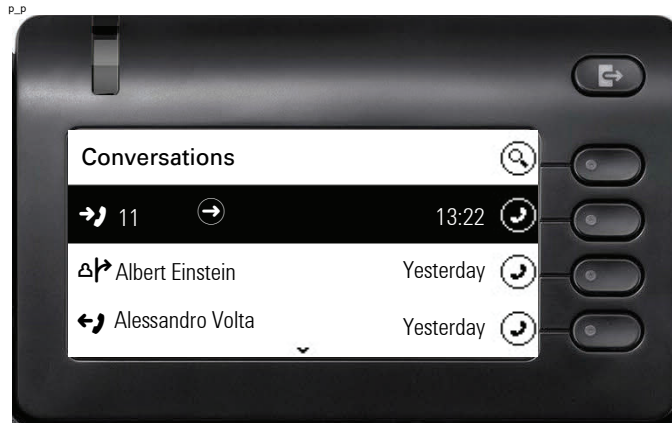 p_p
Conversations
11 13:22
Albert Einstein Yesterday
Alessandro Volta Yesterday